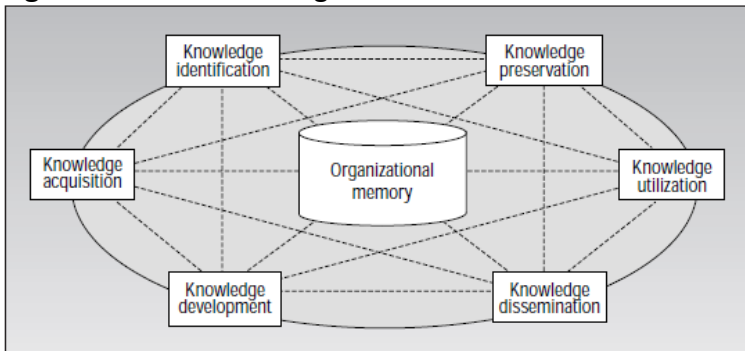 Knowledge
identification
Knowledge
preservation
Knowledge
acquisition
Organizational
memory
Knowledge
utilization
Knowledge
development
Knowledge
dissemination